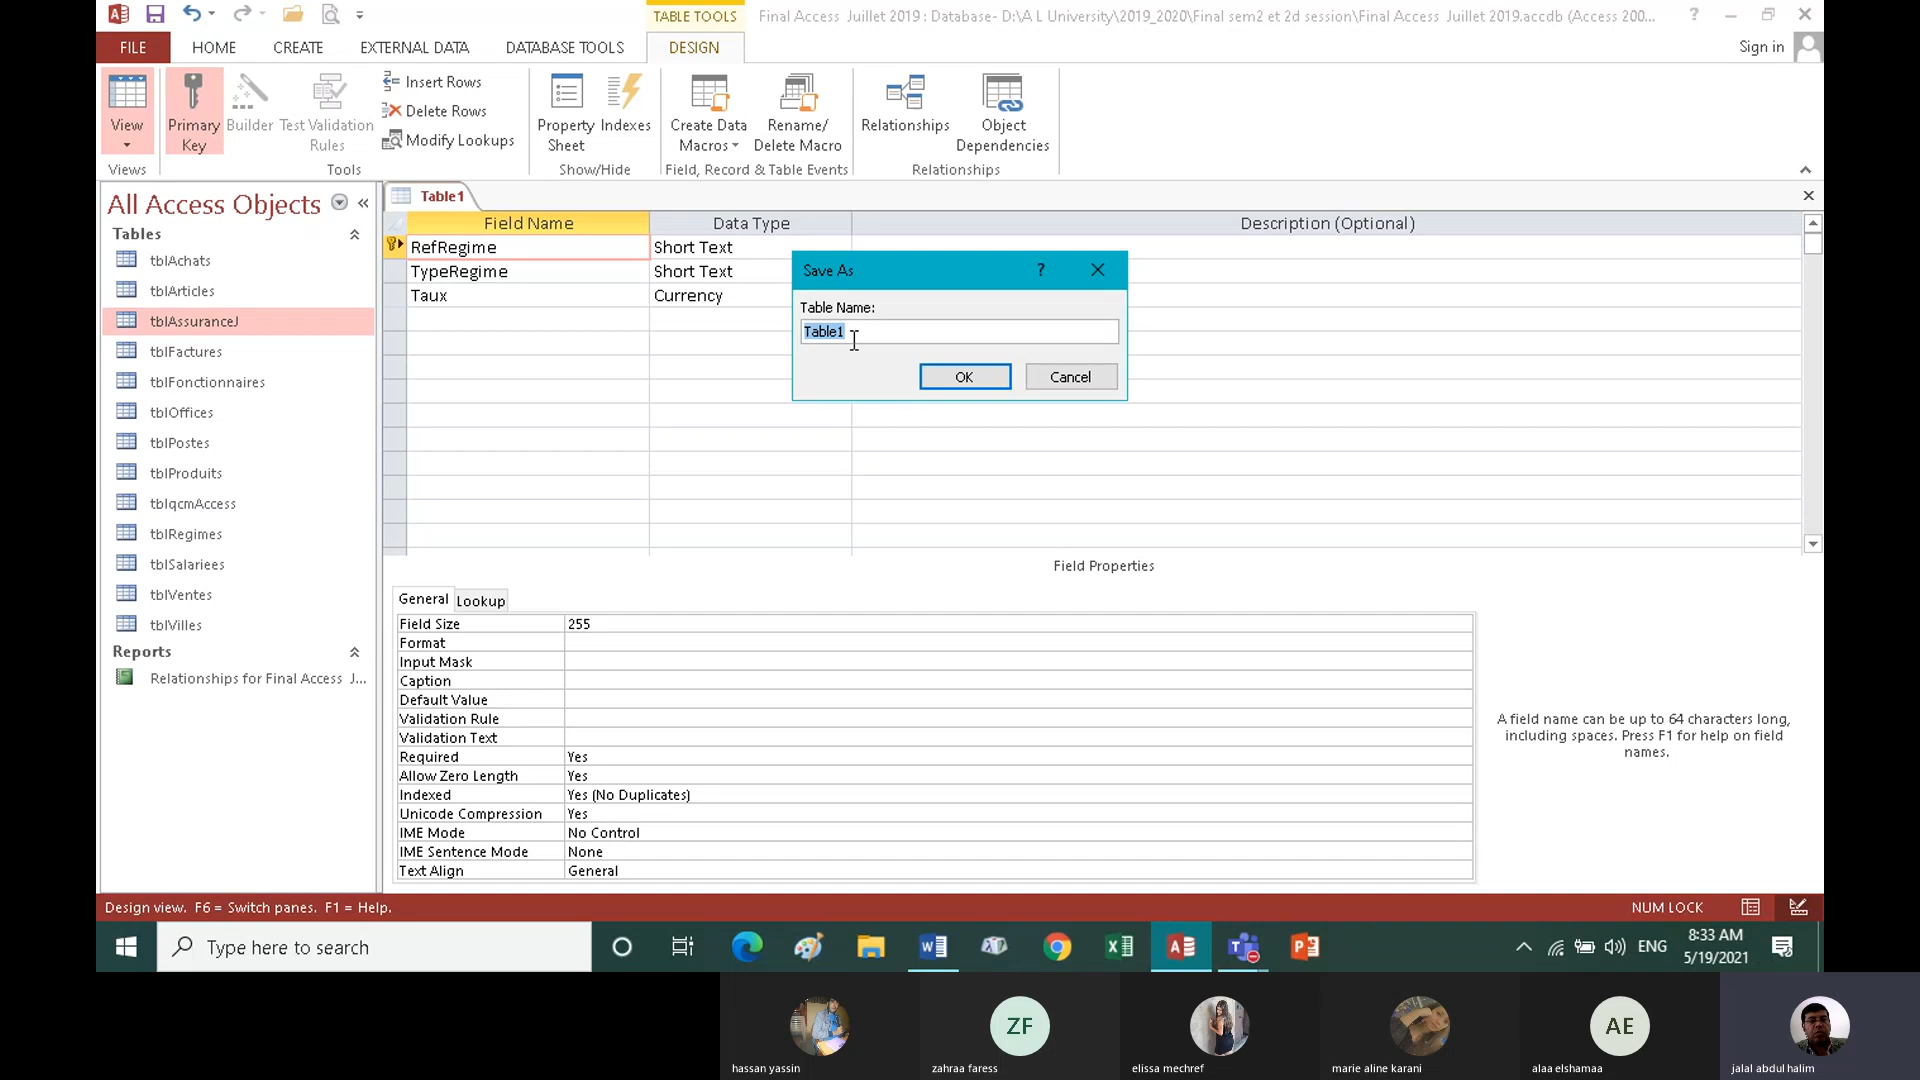 TABLE TOOLS
Final Access  Juillet 2019 : Database- D:\A L University\2019_2020\Final sem2 et 2d session\Final Access  Juillet 2019.accdb (Access 200...
?
FILE HOME CREATE EXTERNAL DATA DATABASE TOOLS DESIGN
Sign in
View
Primary Key
Builder
Test Validation Rules
Insert Rows
Delete Rows
Modify Lookups
Property Sheet
Indexes
Create Data Macros
Rename/ Delete Macro
Relationships
Object Dependencies
Views
Tools
Show/Hide
Field, Record & Table Events
Relationships
All Access Objects «
Tables
tblAchats
tblArticles
tblAssuranceJ
tblFactures
tblFonctionnaires
tblOffices
tblPostes
tblProduits
tblqcmAccess
tblRegimes
tblSalariees
tblVentes
tblVilles
Reports
Relationships for Final Access  J...
Table1
Field Name Data Type Description (Optional)
RefRegime Short Text
TypeRegime Short Text
Taux Currency
Save As ?
Table Name:
Table1
OK Cancel
Field Properties
General Lookup
Field Size 255
Format
Input Mask
Caption
Default Value
Validation Rule
Validation Text
Required Yes
Allow Zero Length Yes
Indexed Yes (No Duplicates)
Unicode Compression Yes
IME Mode No Control
IME Sentence Mode None
Text Align General
A field name can be up to 64 characters long,
including spaces. Press F1 for help on field
names.
Design view.  F6 = Switch panes.  F1 = Help.
NUM LOCK
Type here to search
ENG
8:33 AM
5/19/2021
ZF
AE
hassan yassin
zahraa faress
elissa mechref
marie aline karani
alaa elshamaa
jalal abdul halim